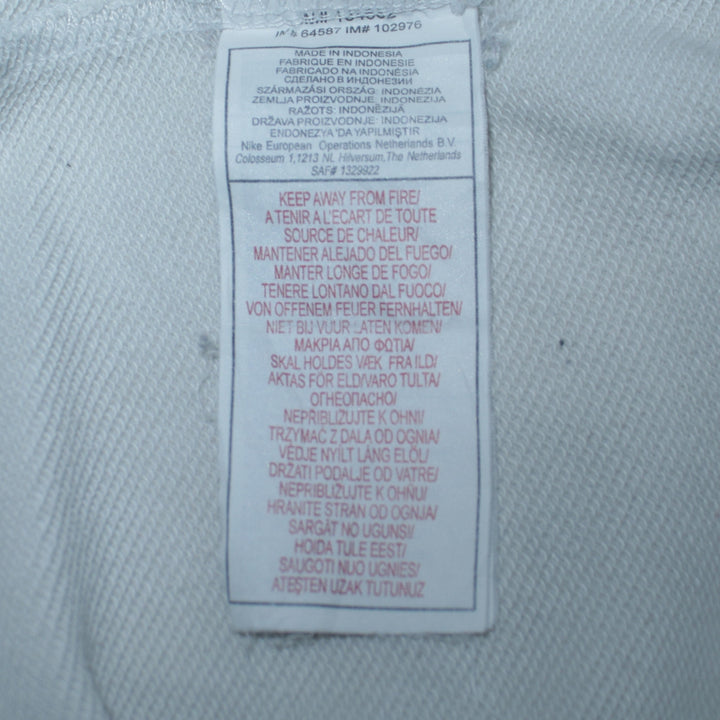 IM# 64587 IM# 102976
MADE IN INDONESIA
FABRIQUE EN INDONESIE
FABRICADO NA INDONÉSIA
СДЕЛАНО В ИНДОНЕЗИИ
SZÁRMAZÁSI ORSZÁG: INDONÉZIA
ZEMLJA PROIZVODNJE: INDONEZIJA
RAŽOTS: INDONĒZIJĀ
DRŽAVA PROIZVODNJE: INDONEZIJA
ENDONEZYA 'DA YAPILMIŞTIR
Nike European Operations Netherlands B.V.
Colosseum 1,1213 NL Hilversum,The Netherlands
SAF# 1329922
KEEP AWAY FROM FIRE/
A TENIR A L'ECART DE TOUTE
SOURCE DE CHALEUR/
MANTENER ALEJADO DEL FUEGO/
MANTER LONGE DE FOGO/
TENERE LONTANO DAL FUOCO/
VON OFFENEM FEUER FERNHALTEN/
NIET BIJ VUUR LATEN KOMEN/
ΜΑΚΡΙΑ ΑΠΟ ΦΩΤΙΑ/
SKAL HOLDES VÆK FRA ILD/
AKTAS FÖR ELD/VARO TULTA/
ОГНЕОПАСНО/
NEPŘIBLIŽUJTE K OHNI/
TRZYMAĆ Z DALA OD OGNIA/
VÉDJE NYÍLT LÁNG ELŐL/
DRŽATI PODALJE OD VATRE/
NEPRIBLIŽUJTE K OHŇU/
HRANITE STRAN OD OGNJA/
SARGĀT NO UGUNS!/
HOIDA TULE EEST/
SAUGOTI NUO UGNIES/
ATEŞTEN UZAK TUTUNUZ